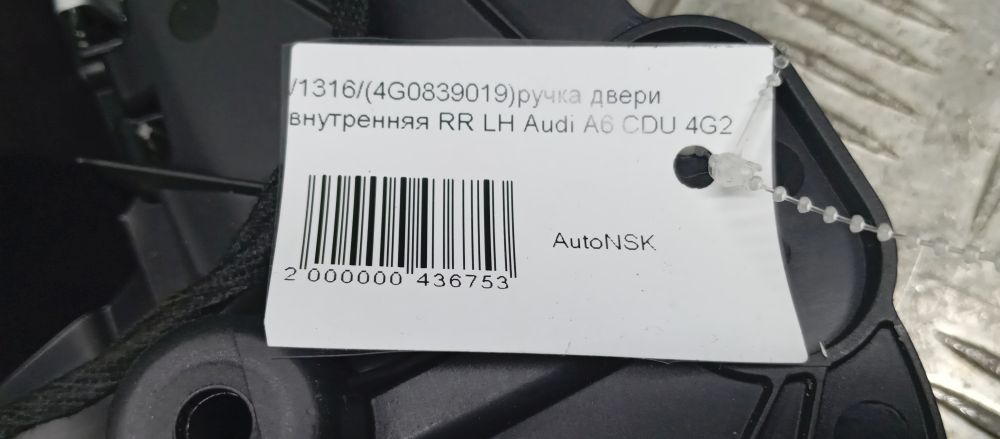 /1316/(4G0839019)ручка двери
внутренняя RR LH Audi A6 CDU 4G2
AutoNSK
2 000000 436753